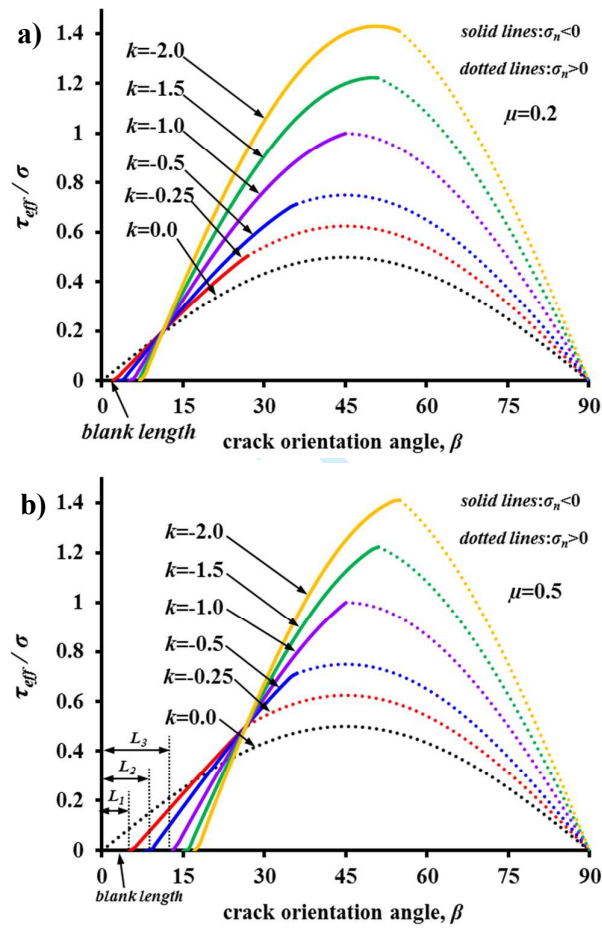 a)
1.4
1.2
1
0.8
0.6
0.4
0.2
0
τeff / σ
k=-2.0
k=-1.5
k=-1.0
k=-0.5
k=-0.25
k=0.0
solid lines:σn<0
dotted lines:σn>0
μ=0.2
0 15 30 45 60 75 90
blank length
crack orientation angle, β
b)
1.4
1.2
1
0.8
0.6
0.4
0.2
0
τeff / σ
k=-2.0
k=-1.5
k=-1.0
k=-0.5
k=-0.25
k=0.0
solid lines:σn<0
dotted lines:σn>0
μ=0.5
L3
L2
L1
0 15 30 45 60 75 90
blank length
crack orientation angle, β